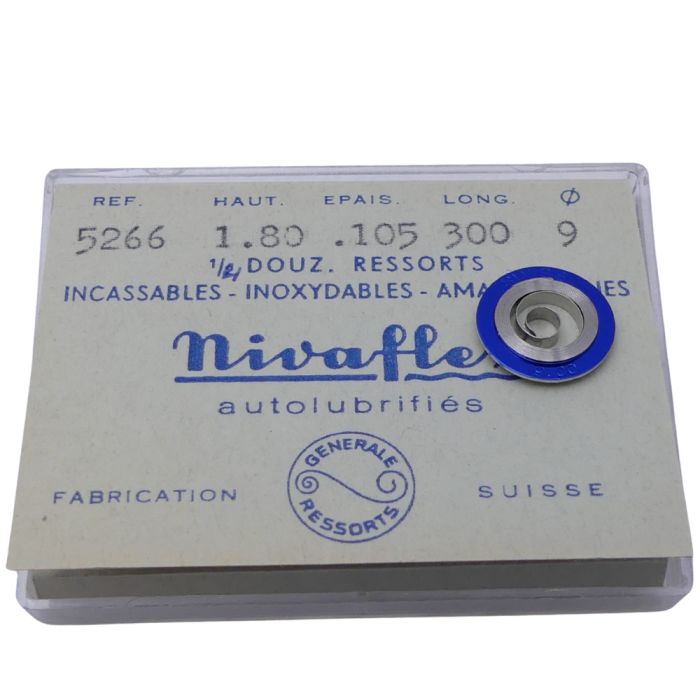 REF. HAUT. EPAIS. LONG. Ø
5266 1.80 .105 300 9
1/2 DOUZ. RESSORTS
INCASSABLES - INOXYDABLES -
Nivaflex
autolubrifiés
GENERALE
RESSORTS
FABRICATION SUISSE